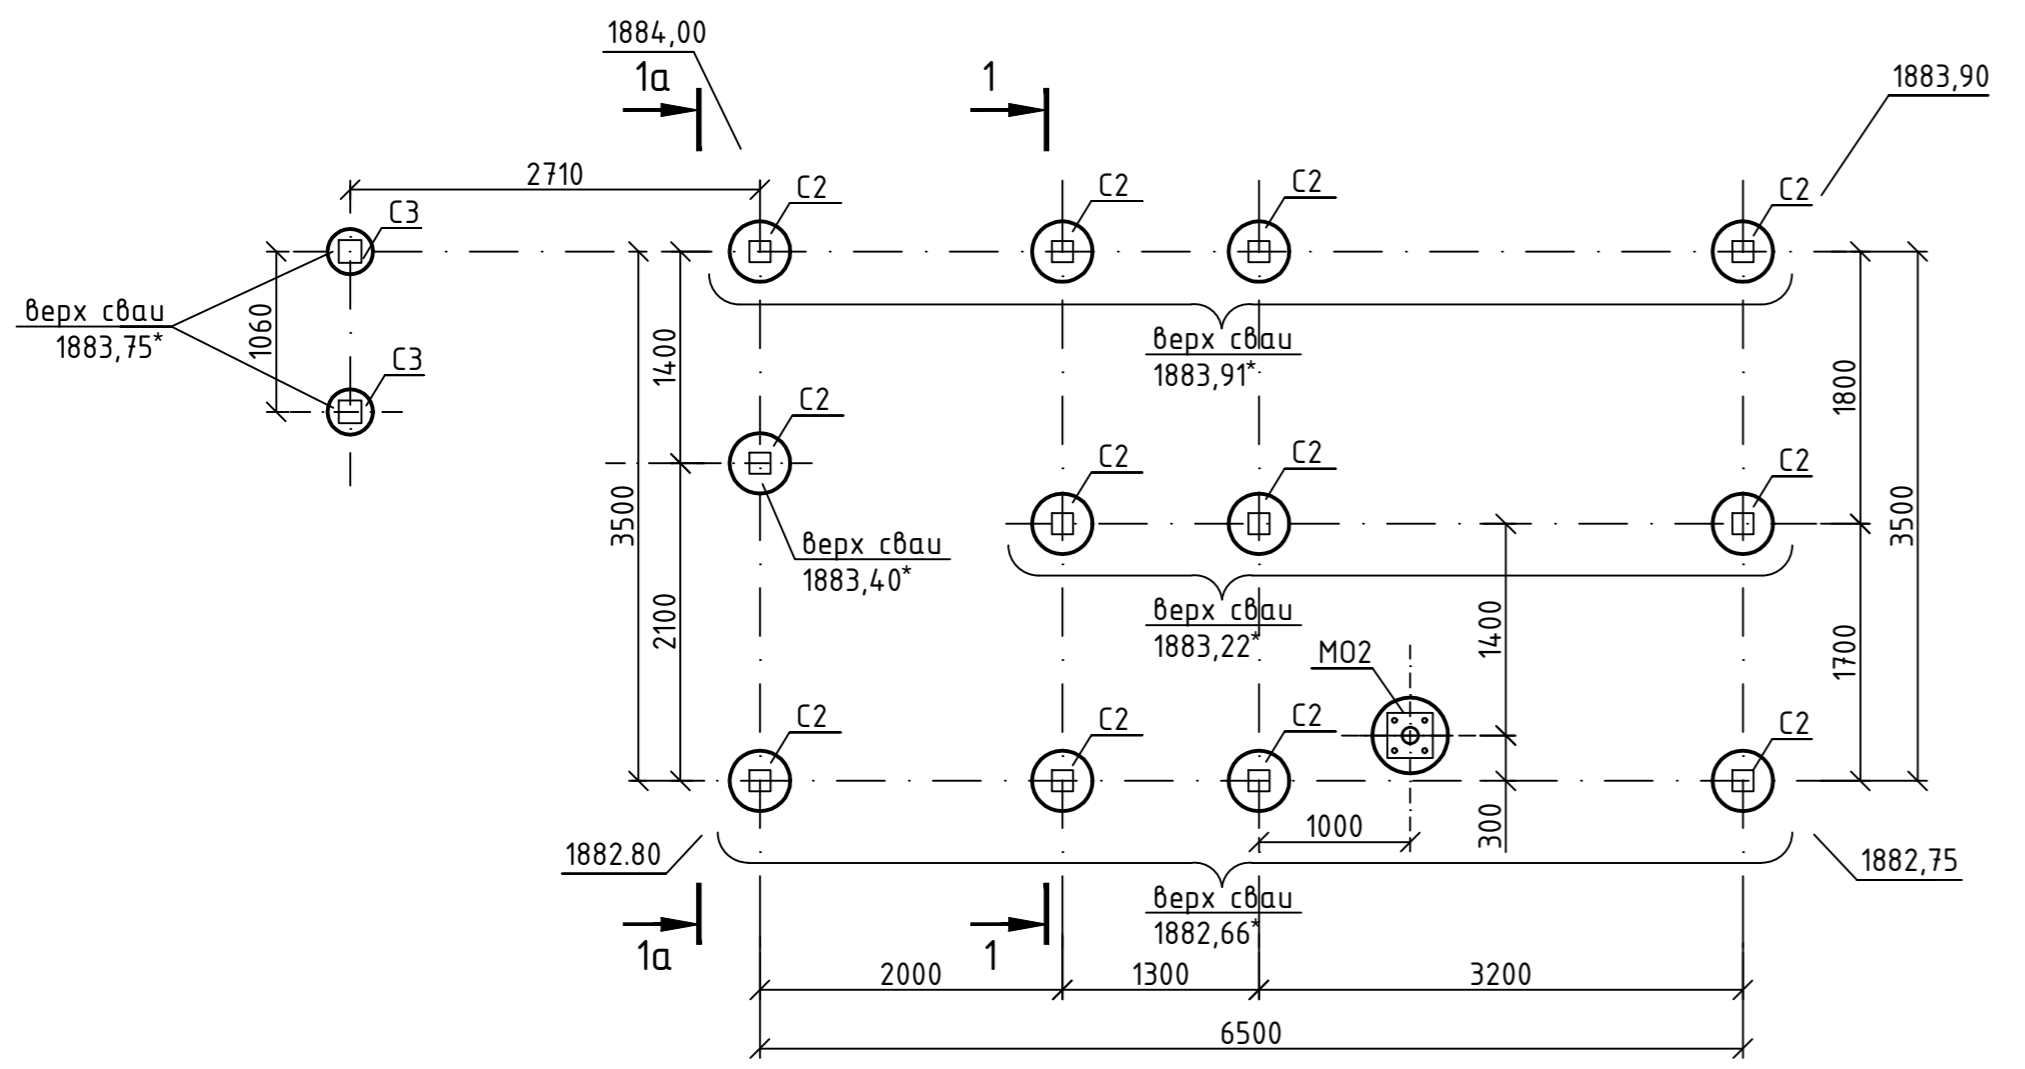 1884,00
1а
1
1883,90
2710
С2
С2
С2
С2
С3
верх сваи
1883,75*
1060
С3
1400
верх сваи
1883,91*
1800
С2
С2
С2
С2
3500
3500
верх сваи
1883,40*
2100
верх сваи
1883,22*
1400
МО2
1700
С2
С2
С2
С2
1000
300
1882.80
1882,75
верх сваи
1882,66*
1а
1
2000
1300
3200
6500